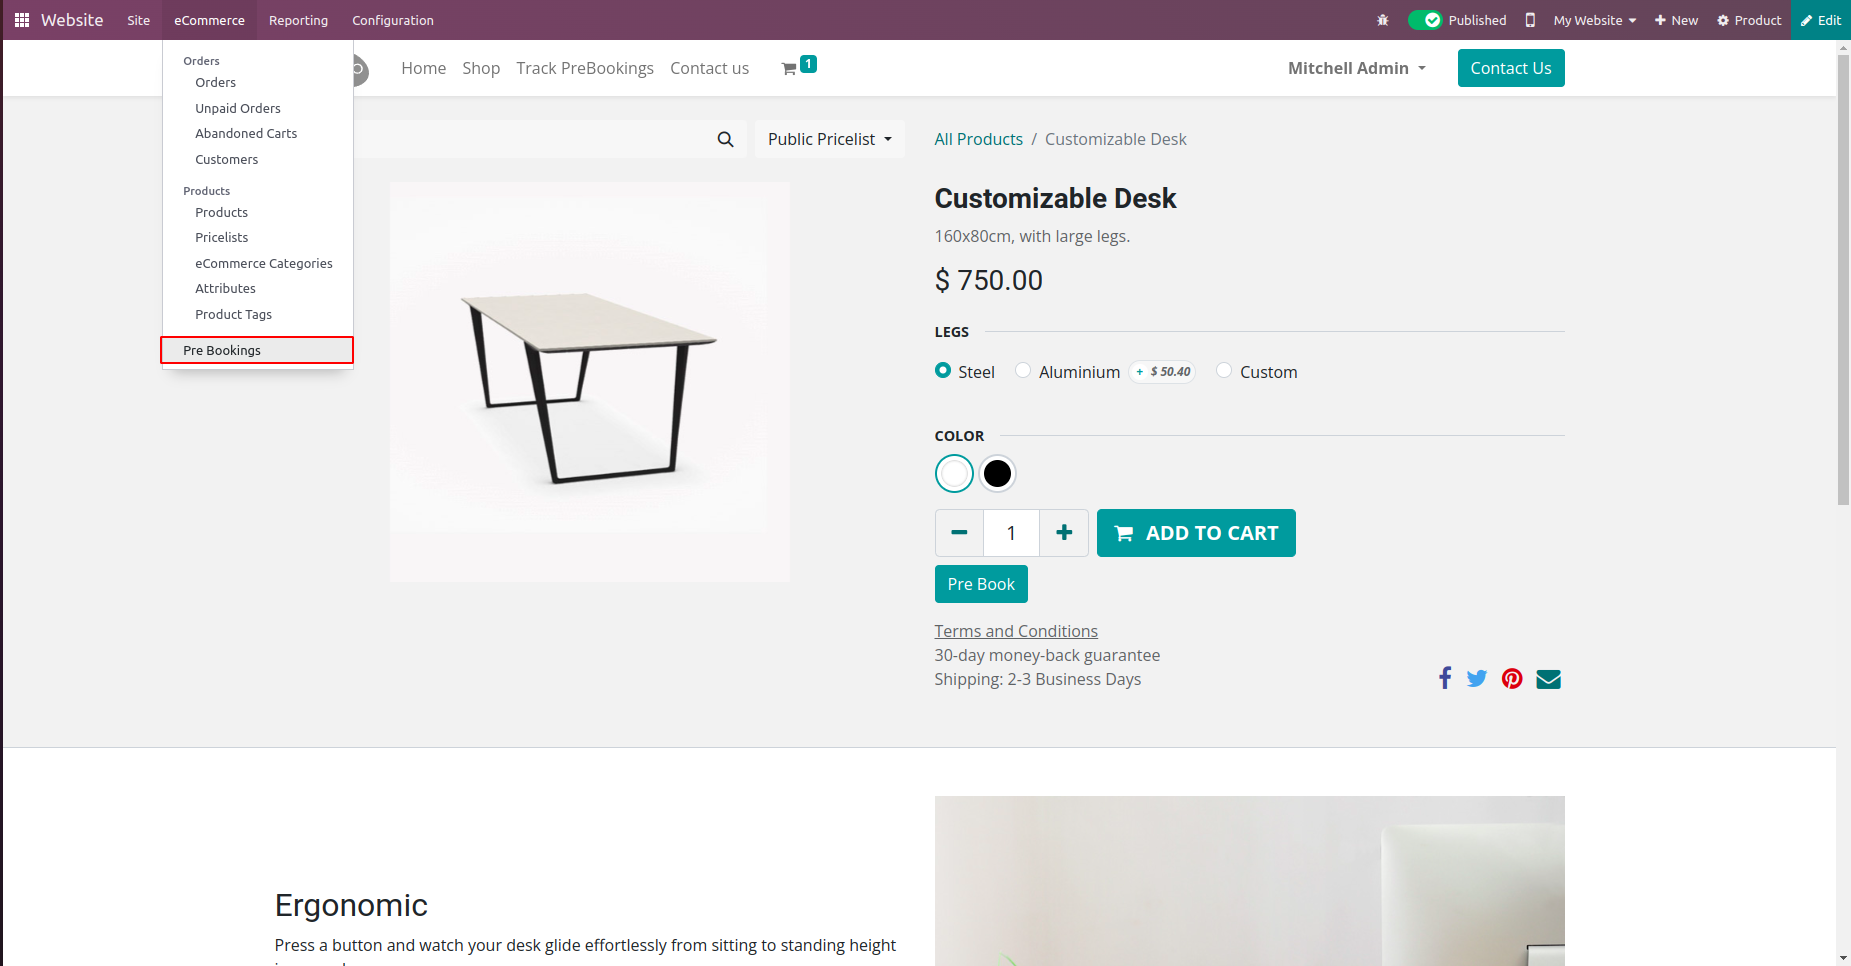 Website Site eCommerce Reporting Configuration Published My Website New Product Edit
Orders
Orders
Unpaid Orders
Abandoned Carts
Customers
Products
Products
Pricelists
eCommerce Categories
Attributes
Product Tags
Pre Bookings
Home Shop Track PreBookings Contact us 1 Mitchell Admin Contact Us
Public Pricelist
All Products / Customizable Desk
Customizable Desk
160x80cm, with large legs.
$ 750.00
LEGS
Steel Aluminium + $ 50.40 Custom
COLOR
1 ADD TO CART
Pre Book
Terms and Conditions
30-day money-back guarantee
Shipping: 2-3 Business Days
Ergonomic
Press a button and watch your desk glide effortlessly from sitting to standing height